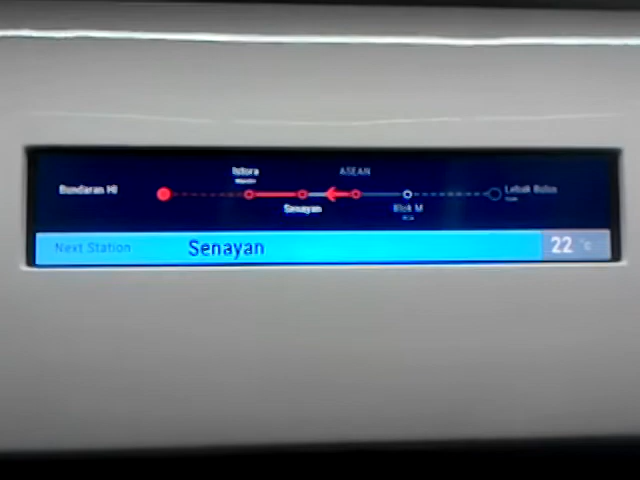 Istora
ASEAN
Bundaran HI
Lebak Bulus
Senayan
Blok M
Next Station
Senayan
22 °C